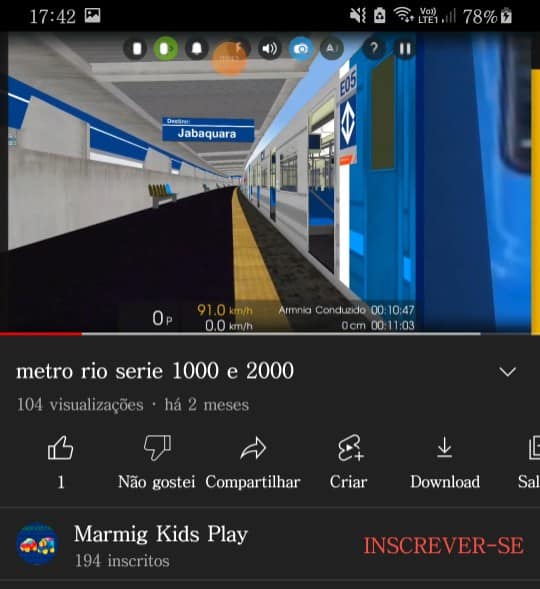 17:42
Vo))
LTE1
78%
Destino:
Jabaquara
E05
0 P
91.0 km/h
0.0 km/h
Armnia Conduzido 00:10:47
0 cm 00:11:03
metro rio serie 1000 e 2000
104 visualizações · há 2 meses
1
Não gostei
Compartilhar
Criar
Download
Sal
Marmig Kids Play
194 inscritos
INSCREVER-SE